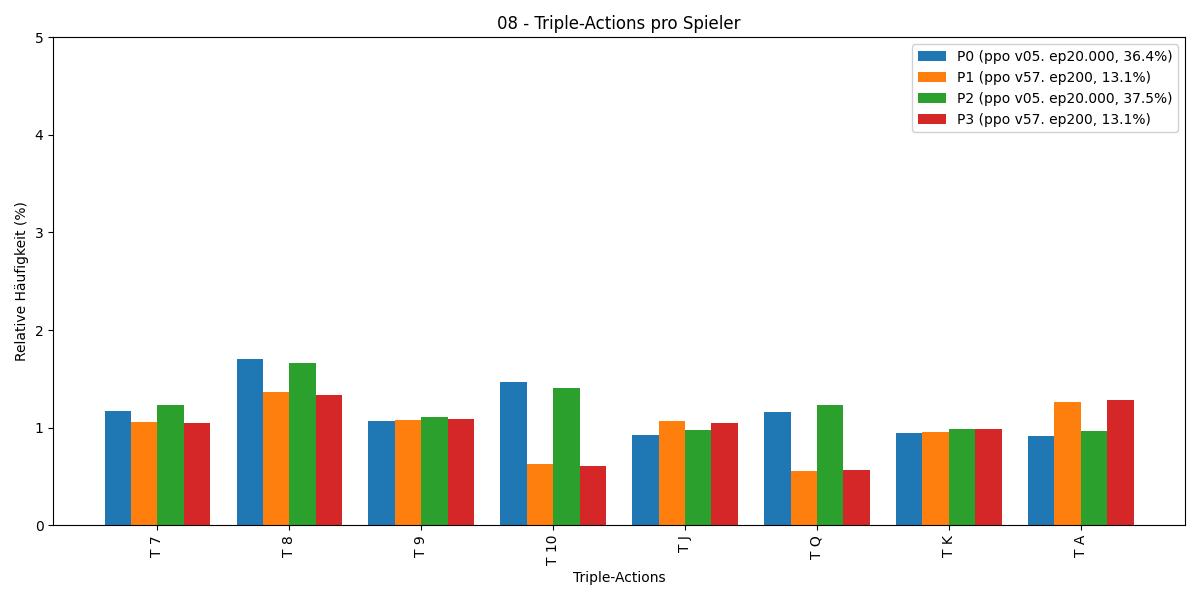 08 - Triple-Actions pro Spieler
P0 (ppo v05. ep20.000, 36.4%)
P1 (ppo v57. ep200, 13.1%)
P2 (ppo v05. ep20.000, 37.5%)
P3 (ppo v57. ep200, 13.1%)
Relative Häufigkeit (%)
5
4
3
2
1
0
T 7
T 8
T 9
T 10
T J
T Q
T K
T A
Triple-Actions